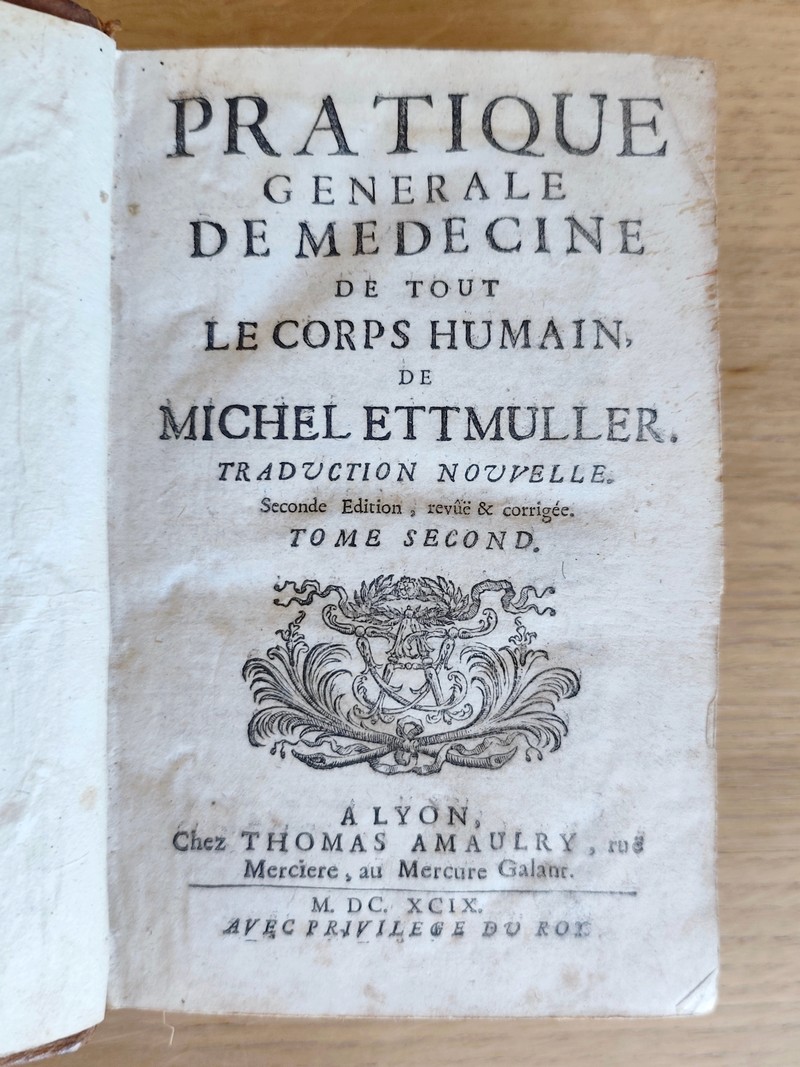 PRATIQUE
GENERALE
DE MEDECINE
DE TOUT
LE CORPS HUMAIN,
DE
MICHEL ETTMULLER.
TRADUCTION NOUVELLE.
Seconde Edition, revûë & corrigée.
TOME SECOND.
A LYON,
Chez THOMAS AMAULRY, ruë
Merciere, au Mercure Galant.
M. DC. XCIX.
AVEC PRIVILEGE DU ROY.